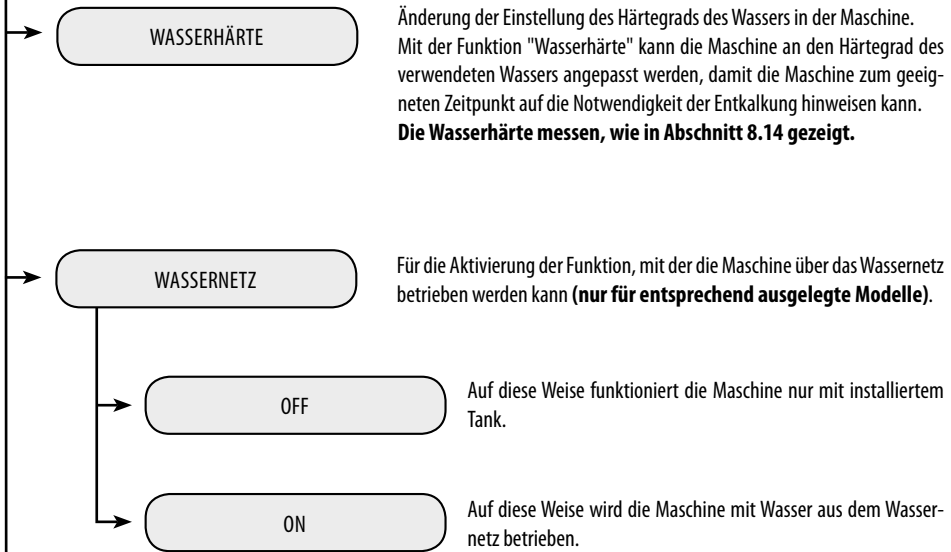 WASSERHÄRTE
Änderung der Einstellung des Härtegrads des Wassers in der Maschine.
Mit der Funktion "Wasserhärte" kann die Maschine an den Härtegrad des
verwendeten Wassers angepasst werden, damit die Maschine zum geeig-
neten Zeitpunkt auf die Notwendigkeit der Entkalkung hinweisen kann.
Die Wasserhärte messen, wie in Abschnitt 8.14 gezeigt.
WASSERNETZ
Für die Aktivierung der Funktion, mit der die Maschine über das Wassernetz
betrieben werden kann (nur für entsprechend ausgelegte Modelle).
OFF
Auf diese Weise funktioniert die Maschine nur mit installiertem
Tank.
ON
Auf diese Weise wird die Maschine mit Wasser aus dem Wasser-
netz betrieben.